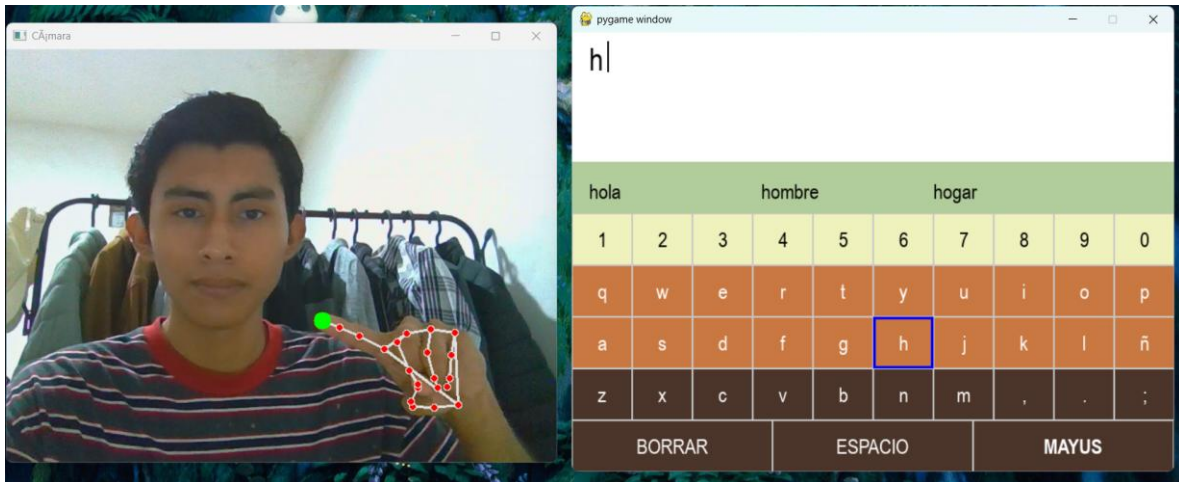 CÃ¡mara
pygame window
h
hola hombre hogar
1 2 3 4 5 6 7 8 9 0
q w e r t y u i o p
a s d f g h j k l ñ
z x c v b n m , . ;
BORRAR ESPACIO MAYUS